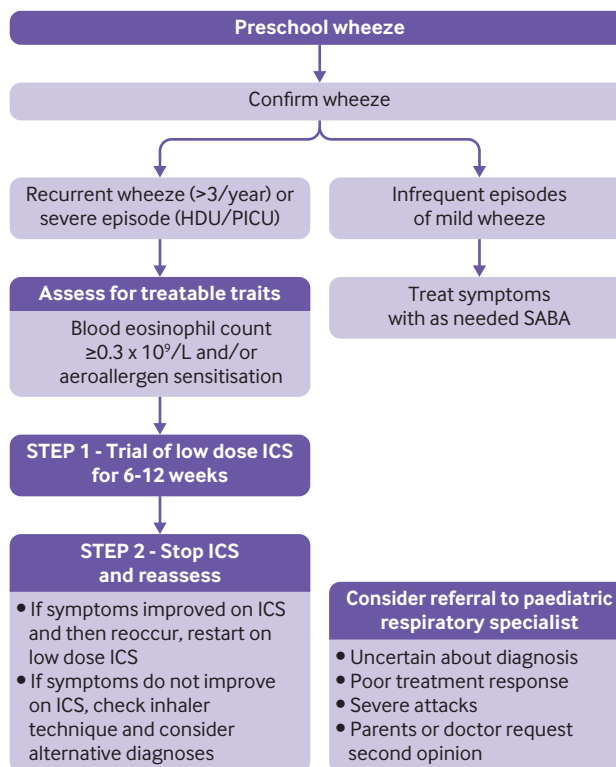 Preschool wheeze
Confirm wheeze
Recurrent wheeze (>3/year) or
severe episode (HDU/PICU)
Infrequent episodes
of mild wheeze
Assess for treatable traits
Blood eosinophil count
≥0.3 x 10⁹/L and/or
aeroallergen sensitisation
Treat symptoms
with as needed SABA
STEP 1 - Trial of low dose ICS
for 6-12 weeks
STEP 2 - Stop ICS
and reassess
• If symptoms improved on ICS
and then reoccur, restart on
low dose ICS
• If symptoms do not improve
on ICS, check inhaler
technique and consider
alternative diagnoses
Consider referral to paediatric
respiratory specialist
• Uncertain about diagnosis
• Poor treatment response
• Severe attacks
• Parents or doctor request
second opinion